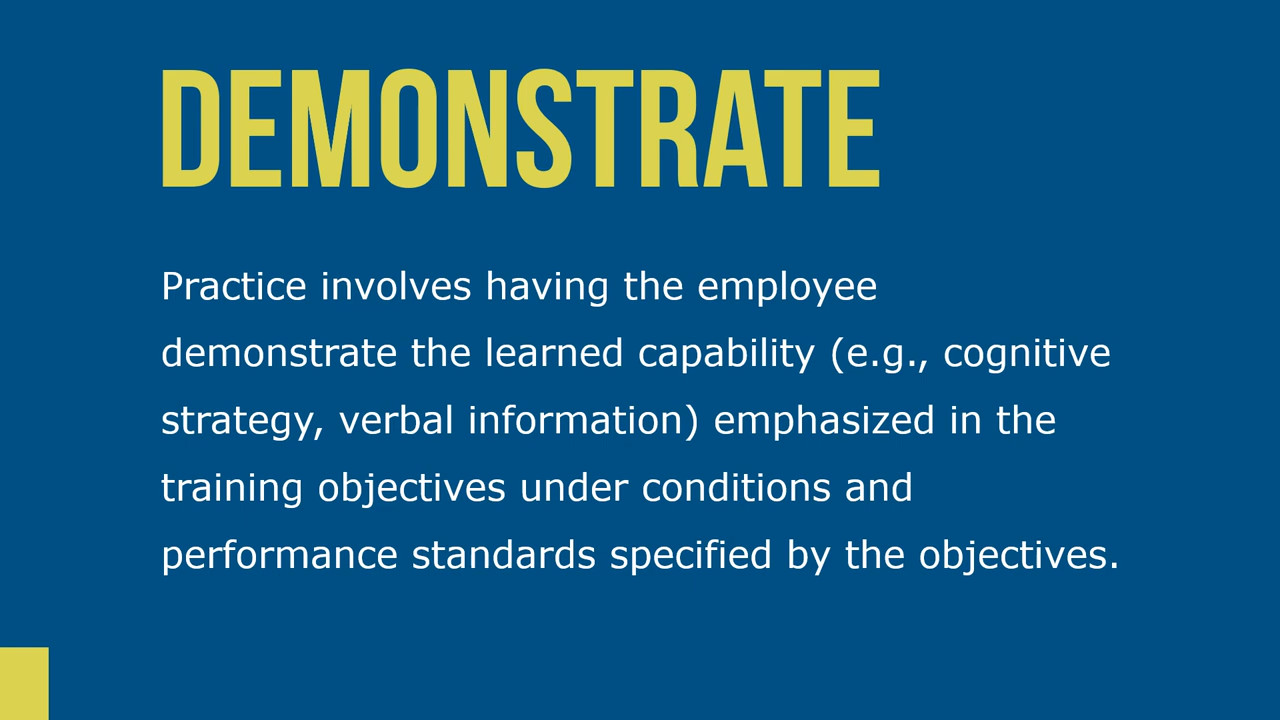 DEMONSTRATE
Practice involves having the employee
demonstrate the learned capability (e.g., cognitive
strategy, verbal information) emphasized in the
training objectives under conditions and
performance standards specified by the objectives.